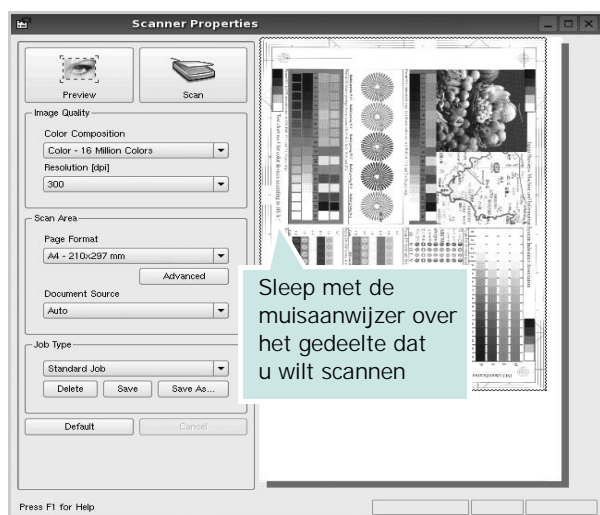 Scanner Properties
Preview
Scan
Image Quality
Color Composition
Color - 16 Million Colors
Resolution [dpi]
300
Scan Area
Page Format
A4 - 210x297 mm
Advanced
Document Source
Auto
Job Type
Standard Job
Delete
Save
Save As...
Default
Cancel
Sleep met de
muisaanwijzer over
het gedeelte dat
u wilt scannen
Press F1 for Help